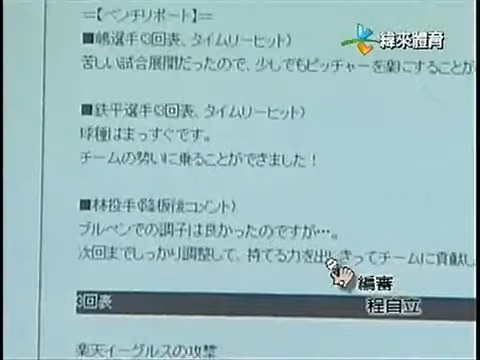 ==【ベンチリポート】==
緯來體育
■嶋選手(3回表、タイムリーヒット)
苦しい試合展開だったので、少しでもピッチャーを楽にすることが
■鉄平選手(3回表、タイムリーヒット)
球種はまっすぐです。
チームの勢いに乗ることができました！
■林投手(降板後コメント)
ブルペンでの調子は良かったのですが…。
次回までしっかり調整して、持てる力を出しきってチームに貢献し
編審
程自立
3回表
楽天イーグルスの攻撃